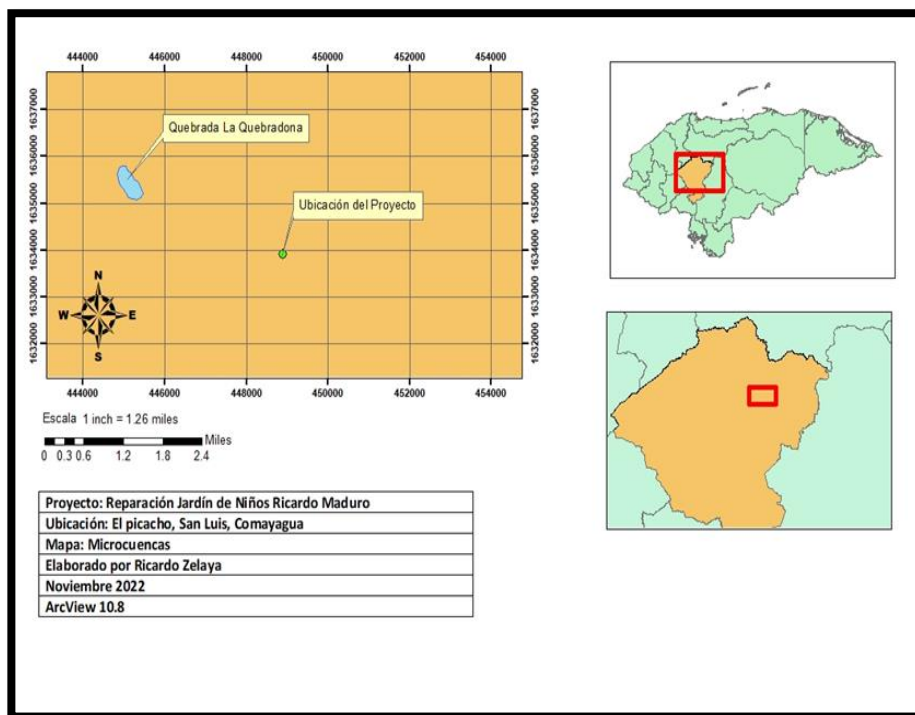 444000 446000 448000 450000 452000 454000
1637000
1636000
1635000
1634000
1633000
1632000
Quebrada La Quebradona
Ubicación del Proyecto
N
W E
S
1637000
1636000
1635000
1634000
1633000
1632000
444000 446000 448000 450000 452000 454000
Escala 1 inch = 1.26 miles
Miles
0 0.3 0.6 1.2 1.8 2.4
Proyecto: Reparación Jardín de Niños Ricardo Maduro
Ubicación: El picacho, San Luis, Comayagua
Mapa: Microcuencas
Elaborado por Ricardo Zelaya
Noviembre 2022
ArcView 10.8